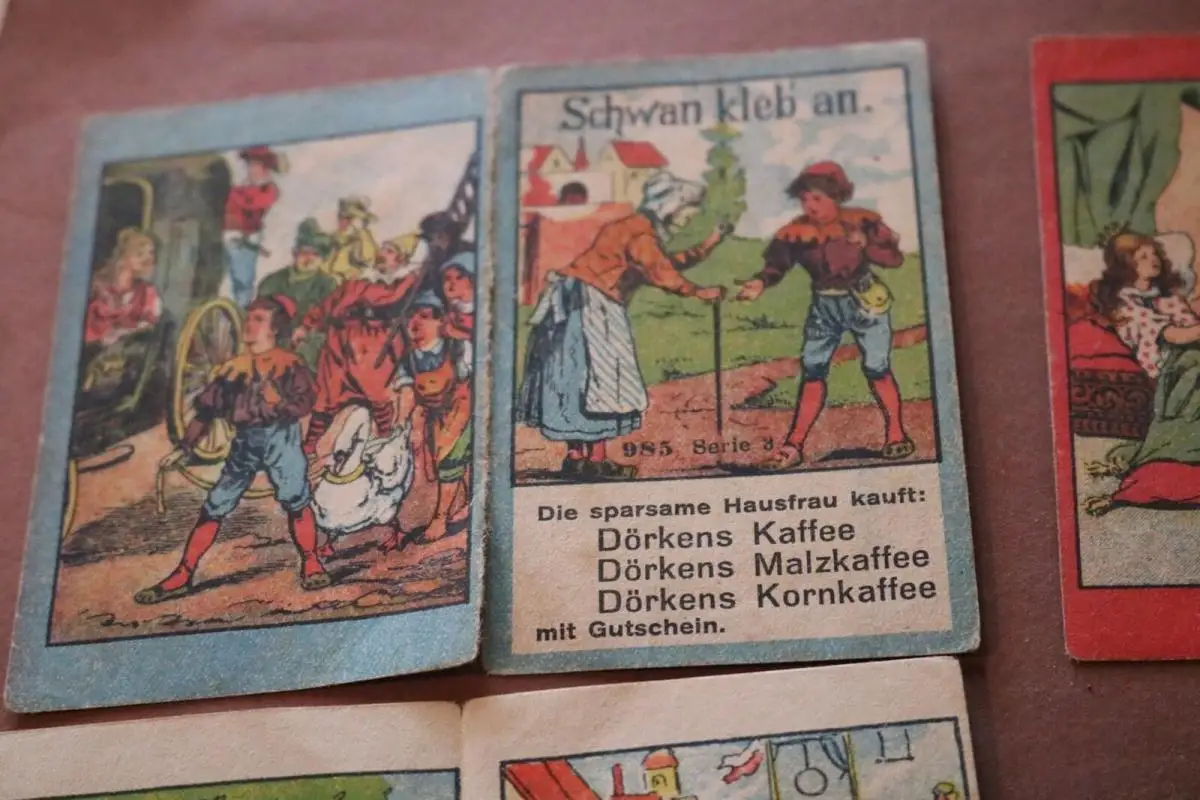 Schwan kleb an.
985 Serie 3
Die sparsame Hausfrau kauft:
Dörkens Kaffee
Dörkens Malzkaffee
Dörkens Kornkaffee
mit Gutschein.